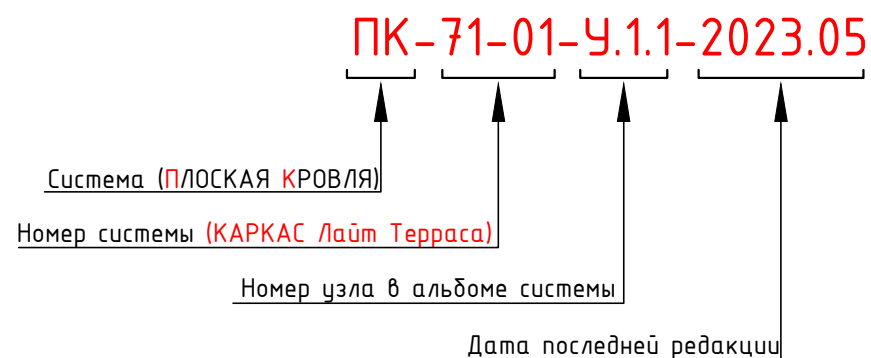 ПК-71-01-У.1.1-2023.05
Система (ПЛОСКАЯ КРОВЛЯ)
Номер системы (КАРКАС Лайт Терраса)
Номер узла в альбоме системы
Дата последней редакции